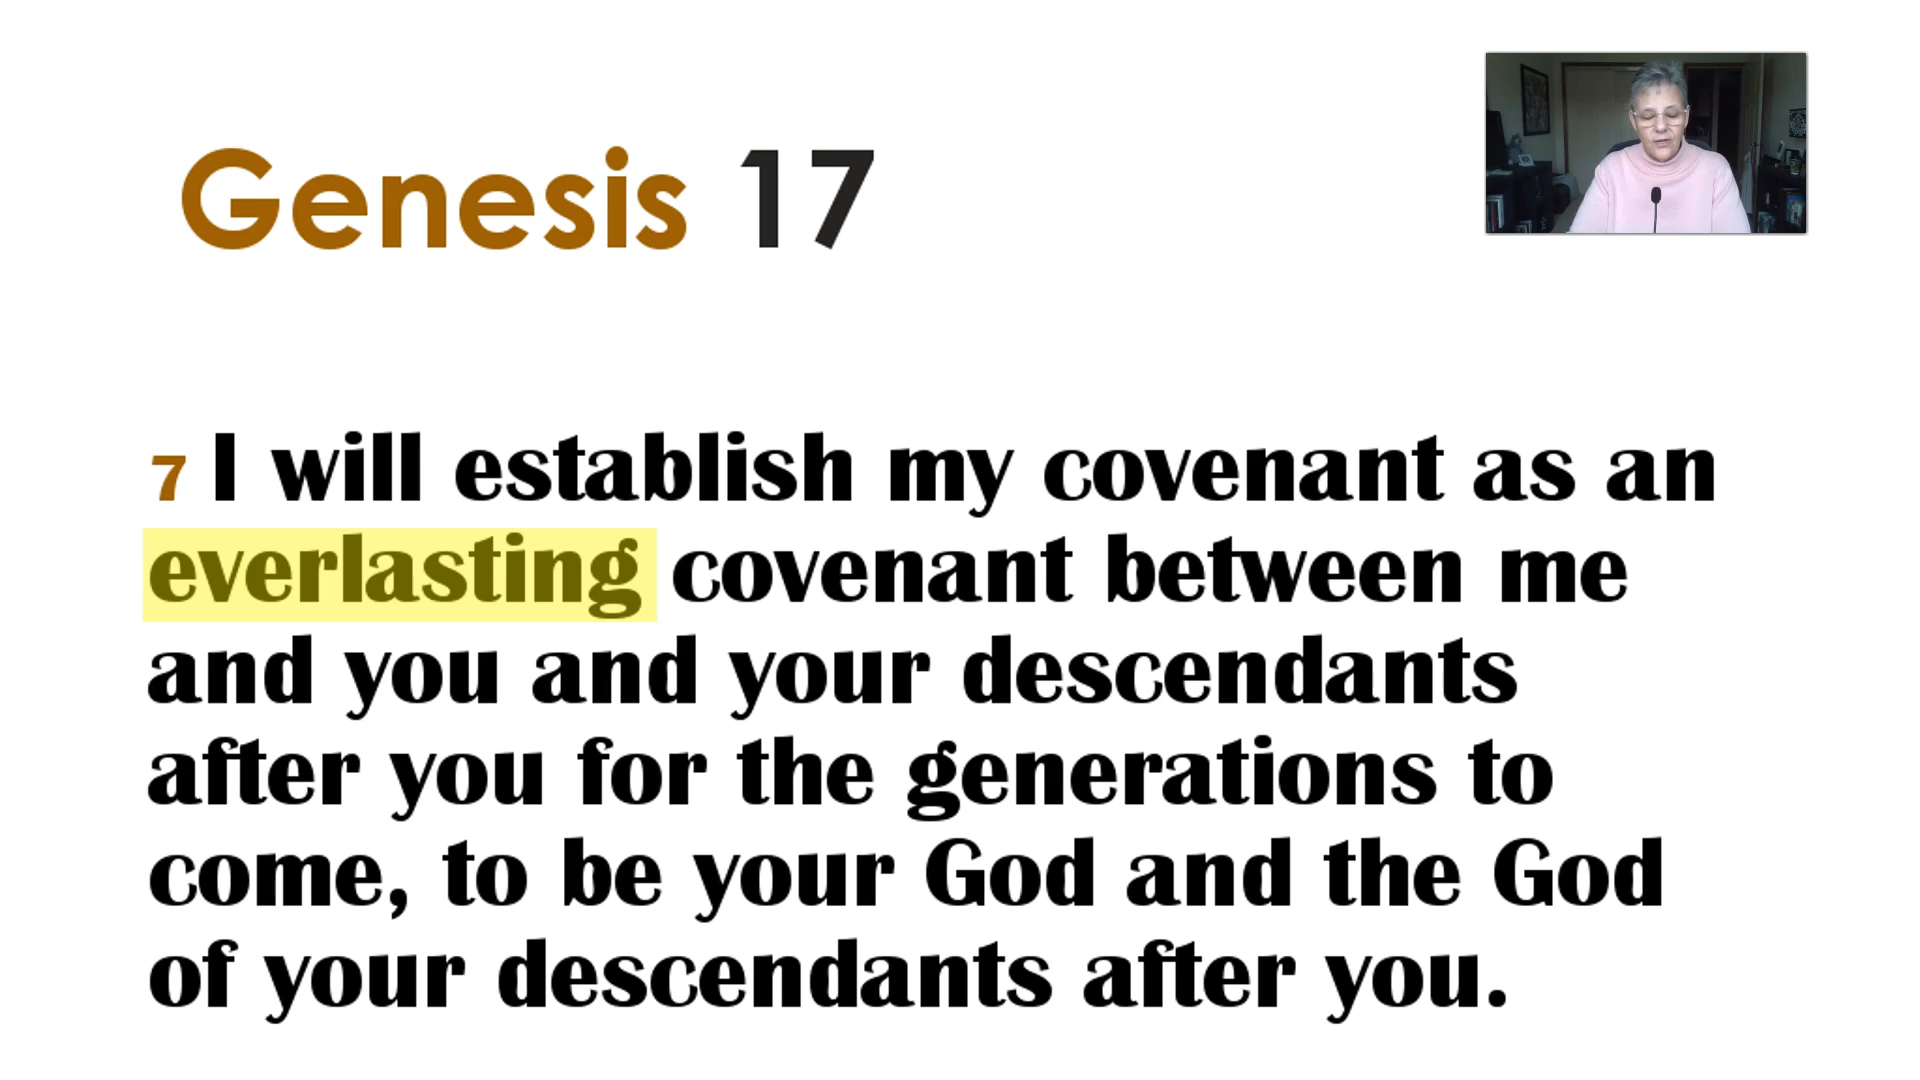 Genesis 17
7 I will establish my covenant as an
everlasting covenant between me
and you and your descendants
after you for the generations to
come, to be your God and the God
of your descendants after you.